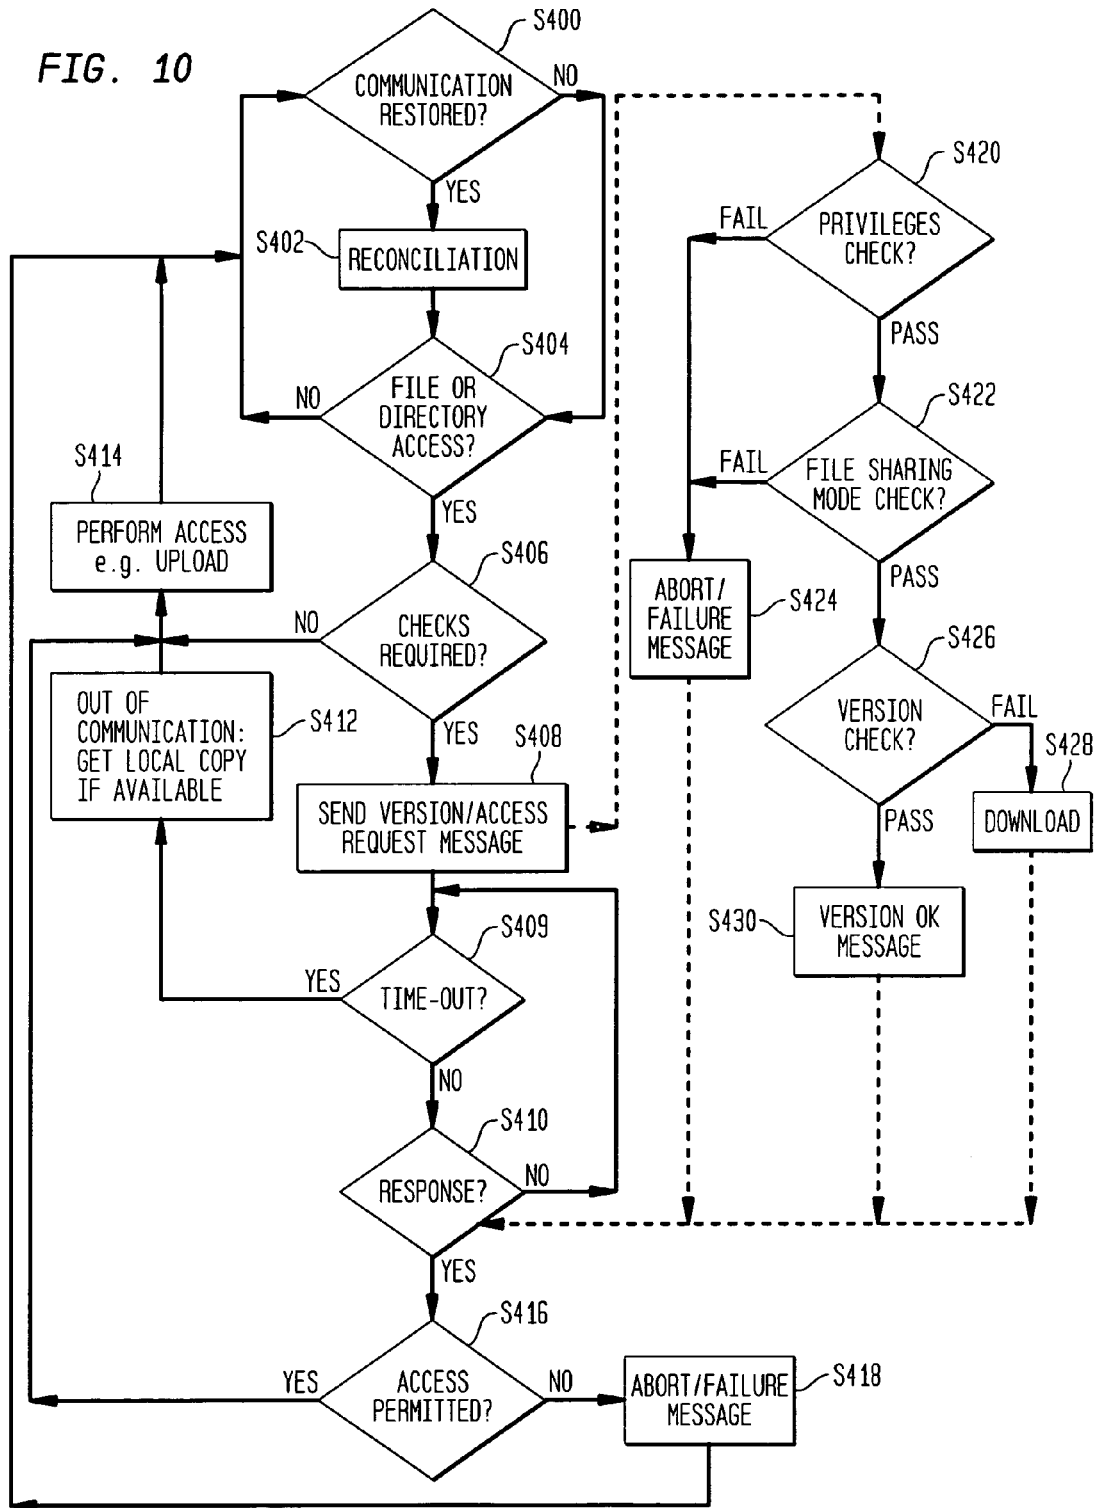 FIG. 10
S400
COMMUNICATION
RESTORED?
NO
YES
S402
RECONCILIATION
S404
FILE OR
DIRECTORY
ACCESS?
NO
YES
S414
PERFORM ACCESS
e.g. UPLOAD
S406
CHECKS
REQUIRED?
NO
YES
OUT OF
COMMUNICATION:
GET LOCAL COPY
IF AVAILABLE
S412
S408
SEND VERSION/ACCESS
REQUEST MESSAGE
S409
TIME-OUT?
YES
NO
S410
RESPONSE?
NO
YES
S416
ACCESS
PERMITTED?
YES
NO
ABORT/FAILURE
MESSAGE
S418
S420
PRIVILEGES
CHECK?
FAIL
PASS
S422
FILE SHARING
MODE CHECK?
FAIL
PASS
ABORT/
FAILURE
MESSAGE
S424
S426
VERSION
CHECK?
FAIL
PASS
S428
DOWNLOAD
S430
VERSION OK
MESSAGE